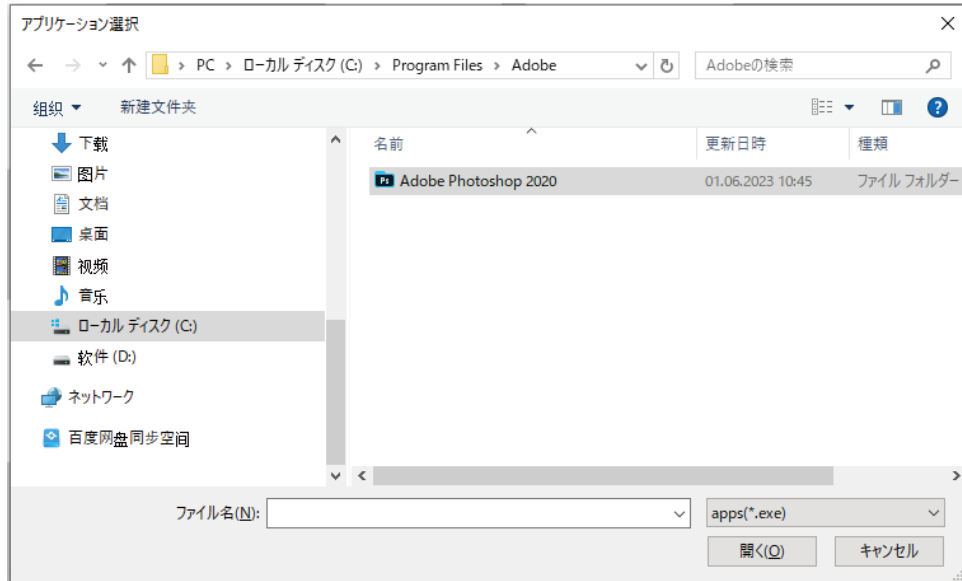 アプリケーション選択
PC › ローカル ディスク (C:) › Program Files › Adobe
Adobeの検索
组织 新建文件夹
下载
图片
文档
桌面
视频
音乐
ローカル ディスク (C:)
软件 (D:)
ネットワーク
百度网盘同步空间
名前 更新日時 種類
Ps Adobe Photoshop 2020 01.06.2023 10:45 ファイル フォルダー
ファイル名(N):
apps(*.exe)
開く(O) キャンセル